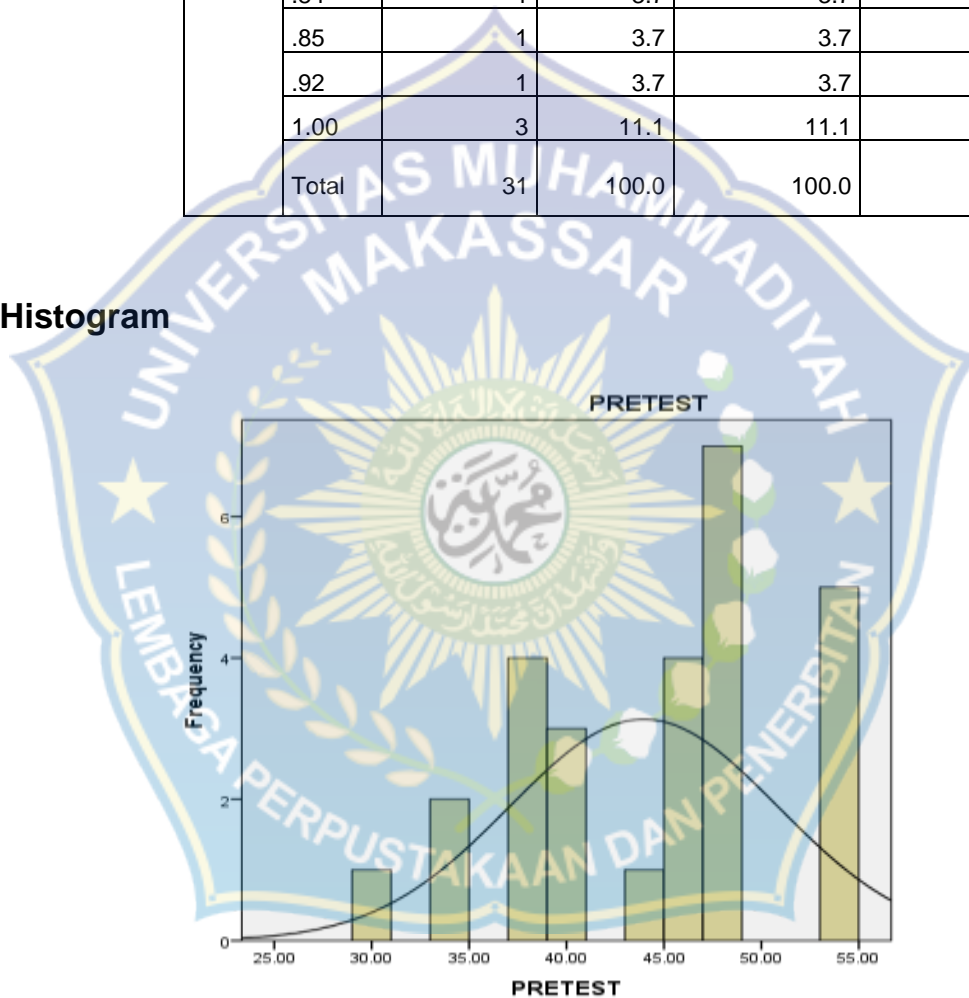 .85 1 3.7 3.7
.92 1 3.7 3.7
1.00 3 11.1 11.1
Total 31 100.0 100.0
UNIVERSITAS MUHAMMADIYAH
MAKASSAR
Histogram
PRETEST
Frequency
6
4
2
0
25.00 30.00 35.00 40.00 45.00 50.00 55.00
PRETEST
LEMBAGA PERPUSTAKAAN DAN PENERBITAN